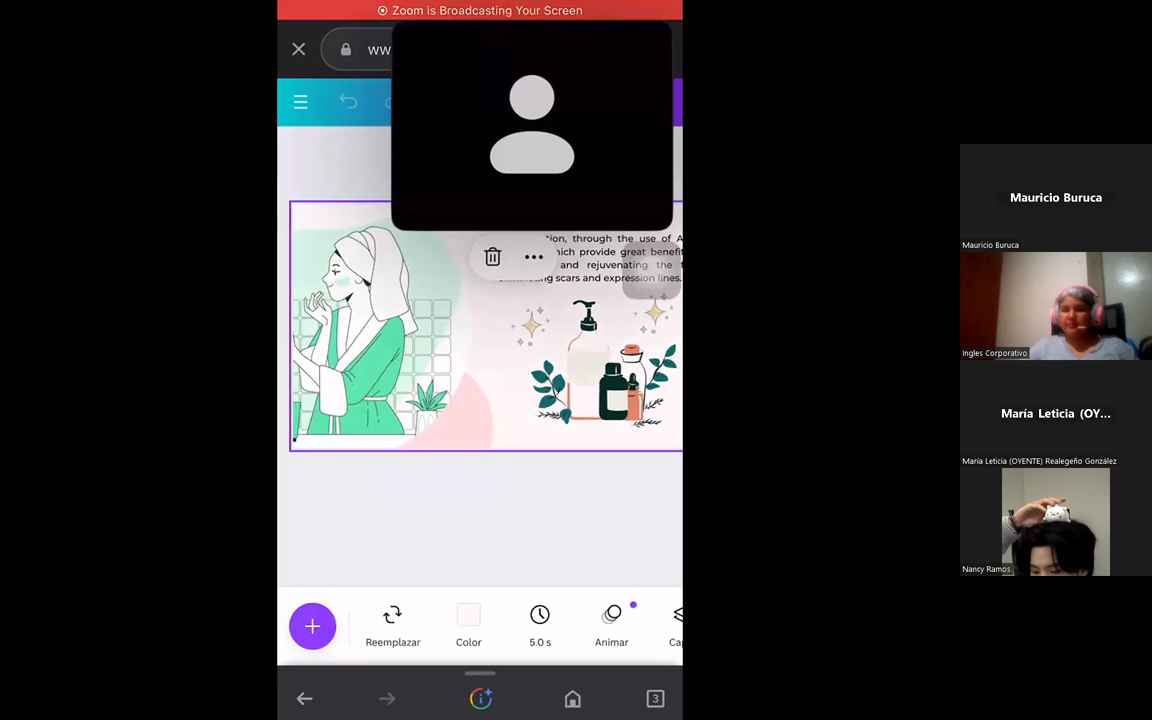 Zoom is Broadcasting Your Screen
ww
tion, through the use of A
hich provide great benefi
and rejuvenating the f
scars and expression lines.
Reemplazar
Color
5.0 s
Animar
Cap
3
Mauricio Buruca
Mauricio Buruca
Ingles Corporativo
María Leticia (OY...
María Leticia (OYENTE) Realegeño González
Nancy Ramos